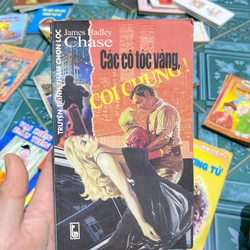 TRUYỆN TRINH THÁM CHỌN LỌC
James Hadley
Chase
Các cô tóc vàng,
COI CHỪNG!